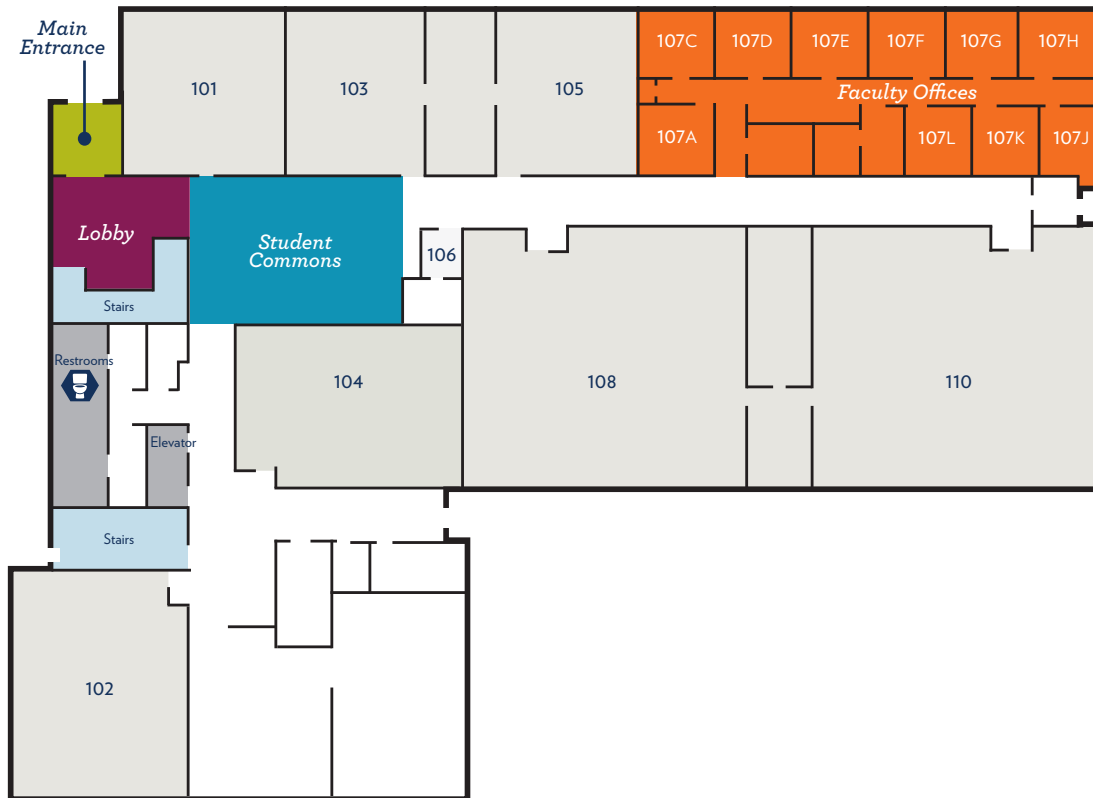 Main
Entrance
101
103
105
107C
107D
107E
107F
107G
107H
Faculty Offices
107A
107L
107K
107J
Lobby
Student
Commons
106
Stairs
Restrooms
104
108
110
Elevator
Stairs
102